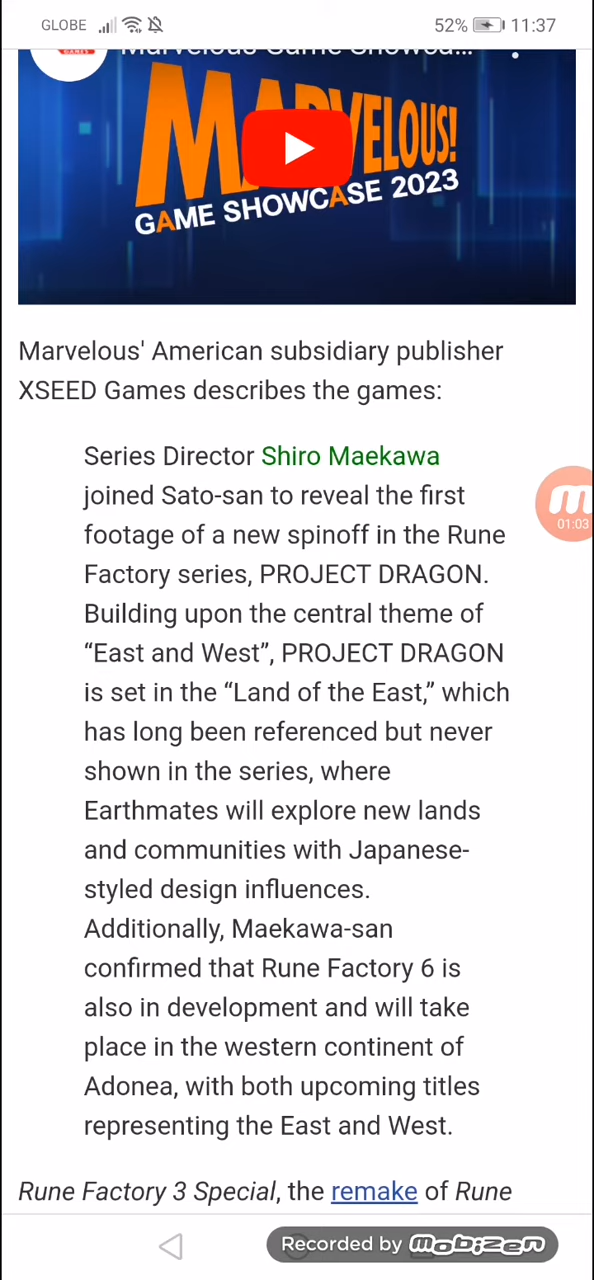 GLOBE 52% 11:37
Marvelous Game Showca...
GAMES
MARVELOUS!
GAME SHOWCASE 2023
Marvelous' American subsidiary publisher
XSEED Games describes the games:
Series Director Shiro Maekawa
joined Sato-san to reveal the first
footage of a new spinoff in the Rune
Factory series, PROJECT DRAGON.
Building upon the central theme of
“East and West”, PROJECT DRAGON
is set in the “Land of the East,” which
has long been referenced but never
shown in the series, where
Earthmates will explore new lands
and communities with Japanese-
styled design influences.
Additionally, Maekawa-san
confirmed that Rune Factory 6 is
also in development and will take
place in the western continent of
Adonea, with both upcoming titles
representing the East and West.
01:03
Rune Factory 3 Special, the remake of Rune
Recorded by mobizen